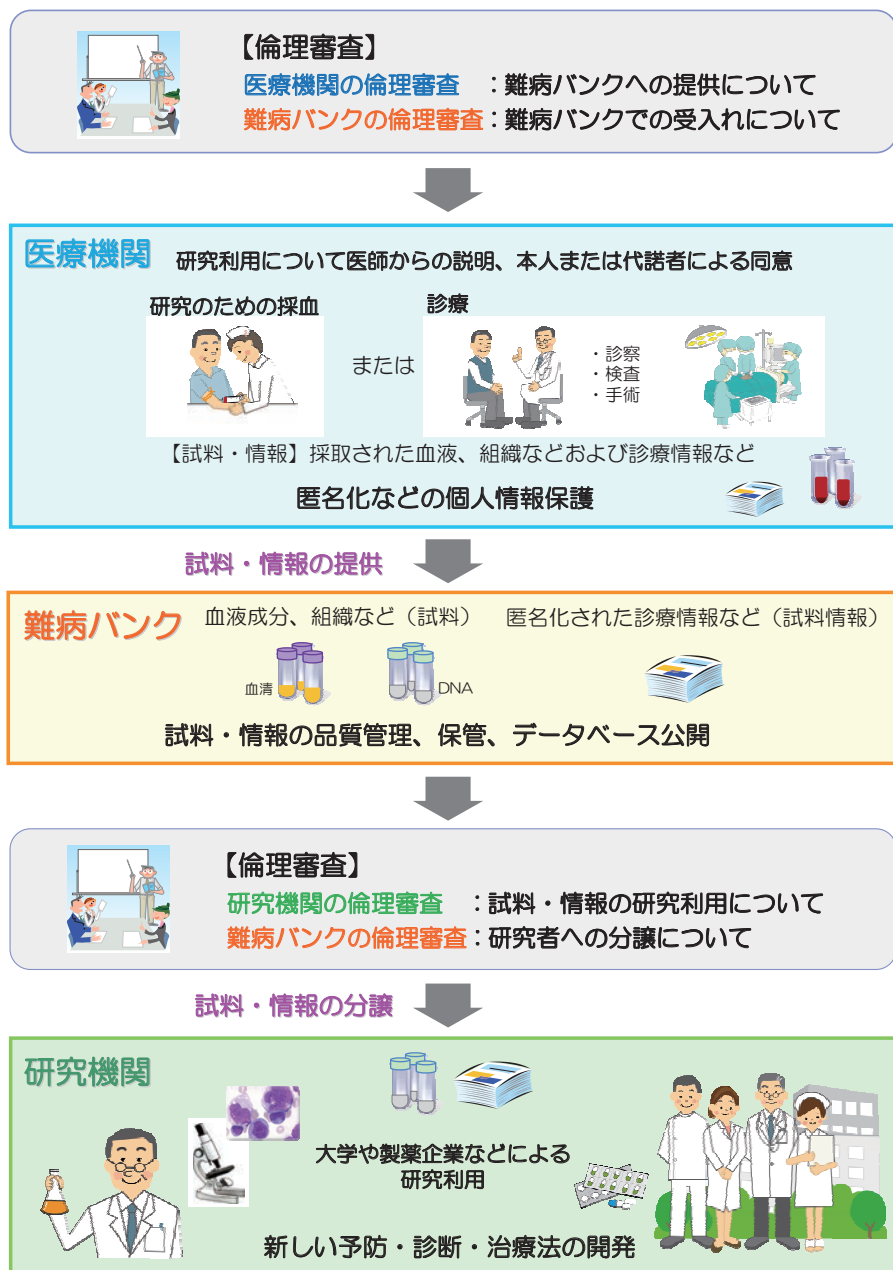 【倫理審査】
医療機関の倫理審査　：難病バンクへの提供について
難病バンクの倫理審査：難病バンクでの受入れについて
医療機関
研究利用について医師からの説明、本人または代諾者による同意
研究のための採血
または
診療
・診察
・検査
・手術
【試料・情報】採取された血液、組織などおよび診療情報など
匿名化などの個人情報保護
試料・情報の提供
難病バンク
血液成分、組織など（試料）
匿名化された診療情報など（試料情報）
血清
DNA
試料・情報の品質管理、保管、データベース公開
【倫理審査】
研究機関の倫理審査　：試料・情報の研究利用について
難病バンクの倫理審査：研究者への分譲について
試料・情報の分譲
研究機関
大学や製薬企業などによる
研究利用
新しい予防・診断・治療法の開発